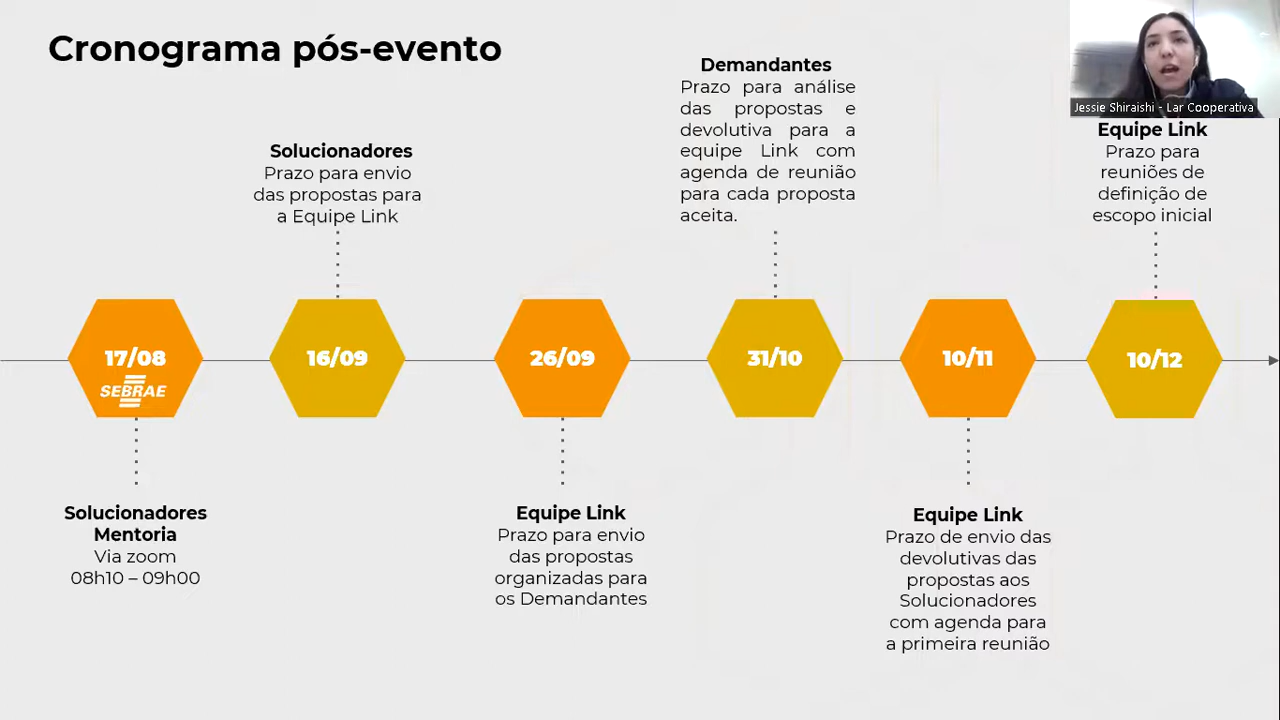 Cronograma pós-evento
Jessie Shiraishi - Lar Cooperativa
Solucionadores
Prazo para envio
das propostas para
a Equipe Link
Demandantes
Prazo para análise
das propostas e
devolutiva para a
equipe Link com
agenda de reunião
para cada proposta
aceita.
Equipe Link
Prazo para
reuniões de
definição de
escopo inicial
17/08
SEBRAE
16/09
26/09
31/10
10/11
10/12
Solucionadores
Mentoria
Via zoom
08h10 – 09h00
Equipe Link
Prazo para envio
das propostas
organizadas para
os Demandantes
Equipe Link
Prazo de envio das
devolutivas das
propostas aos
Solucionadores
com agenda para
a primeira reunião